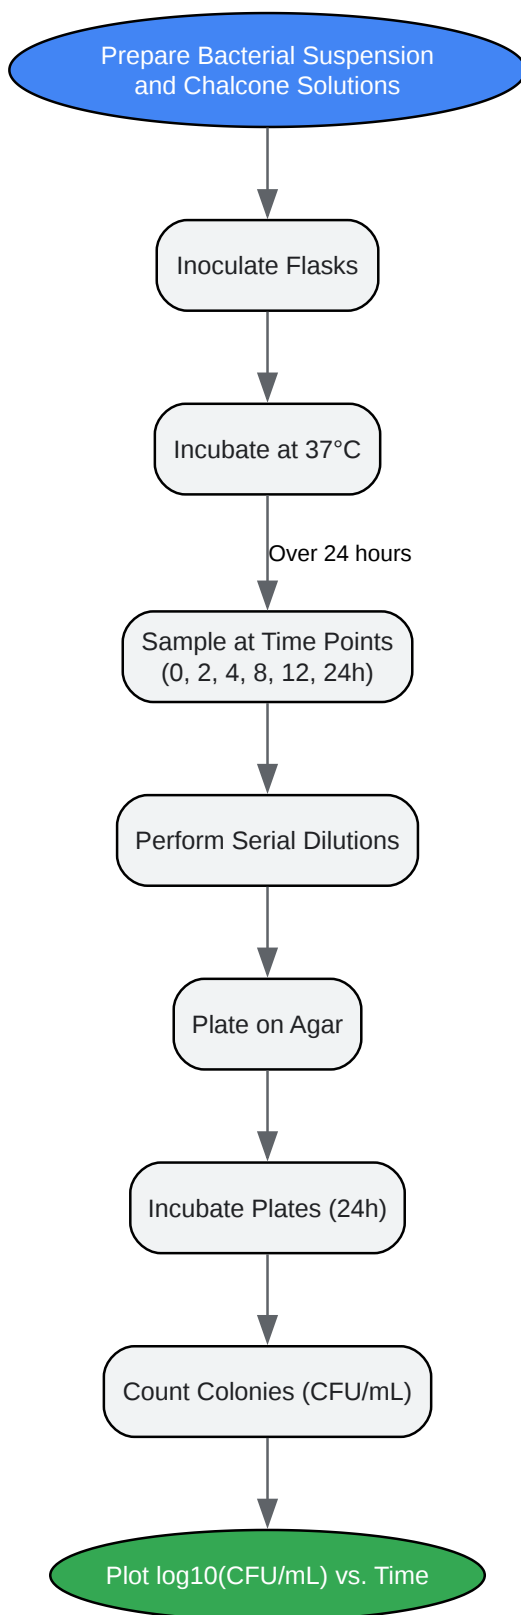 Prepare Bacterial Suspension
and Chalcone Solutions
Inoculate Flasks
Incubate at 37°C
Over 24 hours
Sample at Time Points
(0, 2, 4, 8, 12, 24h)
Perform Serial Dilutions
Plate on Agar
Incubate Plates (24h)
Count Colonies (CFU/mL)
Plot log10(CFU/mL) vs. Time